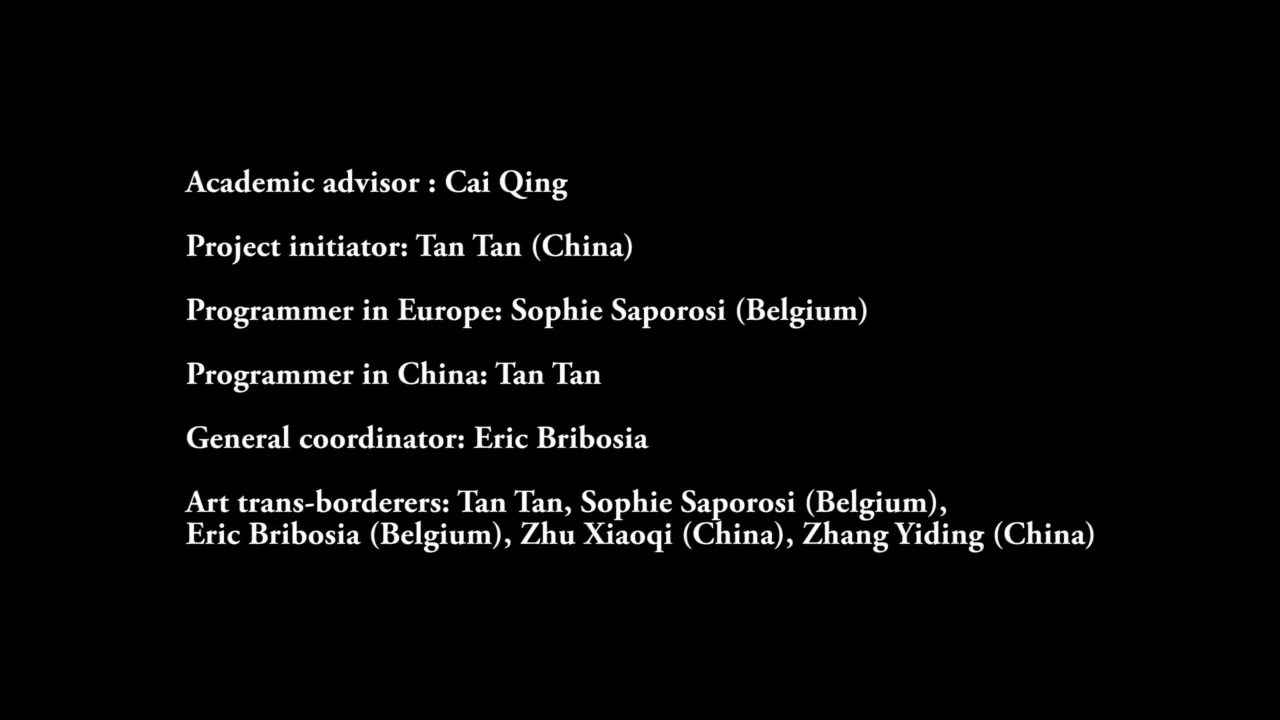 Academic advisor : Cai Qing
Project initiator: Tan Tan (China)
Programmer in Europe: Sophie Saporosi (Belgium)
Programmer in China: Tan Tan
General coordinator: Eric Bribosia
Art trans-borderers: Tan Tan, Sophie Saporosi (Belgium),
Eric Bribosia (Belgium), Zhu Xiaoqi (China), Zhang Yiding (China)